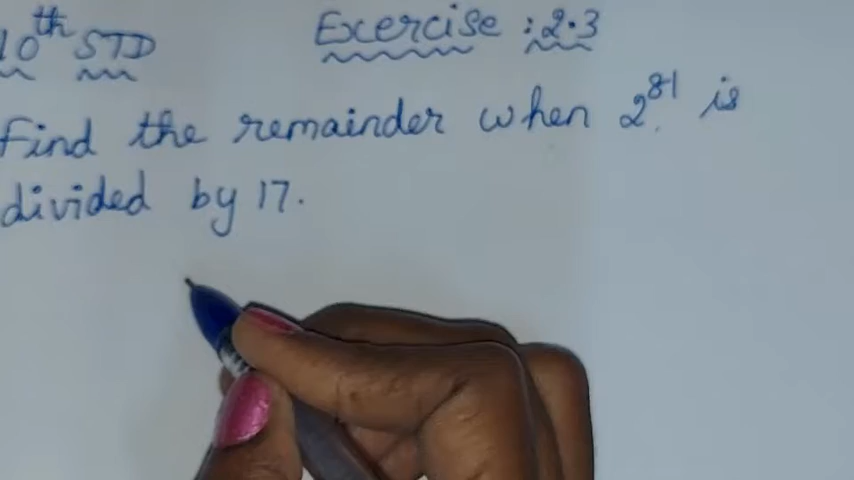 10th STD Exercise : 2.3
Find the remainder when 2^81 is
divided by 17.